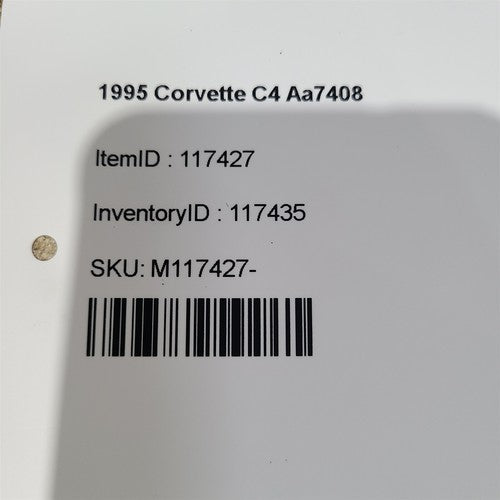 1995 Corvette C4 Aa7408
ItemID : 117427
InventoryID : 117435
SKU: M117427-